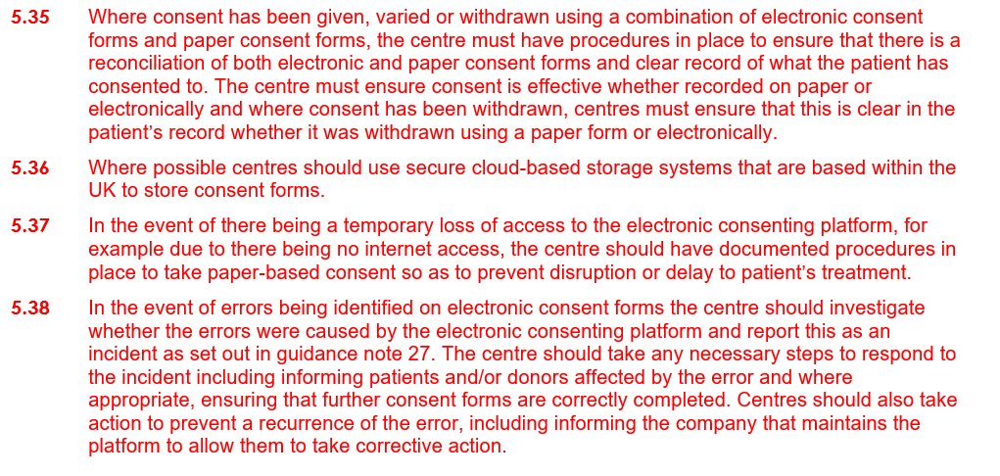 5.35 Where consent has been given, varied or withdrawn using a combination of electronic consent
forms and paper consent forms, the centre must have procedures in place to ensure that there is a
reconciliation of both electronic and paper consent forms and clear record of what the patient has
consented to. The centre must ensure consent is effective whether recorded on paper or
electronically and where consent has been withdrawn, centres must ensure that this is clear in the
patient’s record whether it was withdrawn using a paper form or electronically.
5.36 Where possible centres should use secure cloud-based storage systems that are based within the
UK to store consent forms.
5.37 In the event of there being a temporary loss of access to the electronic consenting platform, for
example due to there being no internet access, the centre should have documented procedures in
place to take paper-based consent so as to prevent disruption or delay to patient’s treatment.
5.38 In the event of errors being identified on electronic consent forms the centre should investigate
whether the errors were caused by the electronic consenting platform and report this as an
incident as set out in guidance note 27. The centre should take any necessary steps to respond to
the incident including informing patients and/or donors affected by the error and where
appropriate, ensuring that further consent forms are correctly completed. Centres should also take
action to prevent a recurrence of the error, including informing the company that maintains the
platform to allow them to take corrective action.